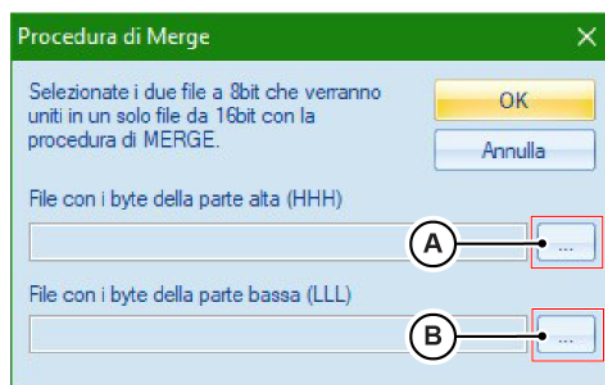 Procedura di Merge
Selezionate i due file a 8bit che verranno
uniti in un solo file da 16bit con la
procedura di MERGE.
OK
Annulla
File con i byte della parte alta (HHH)
A
...
File con i byte della parte bassa (LLL)
B
...